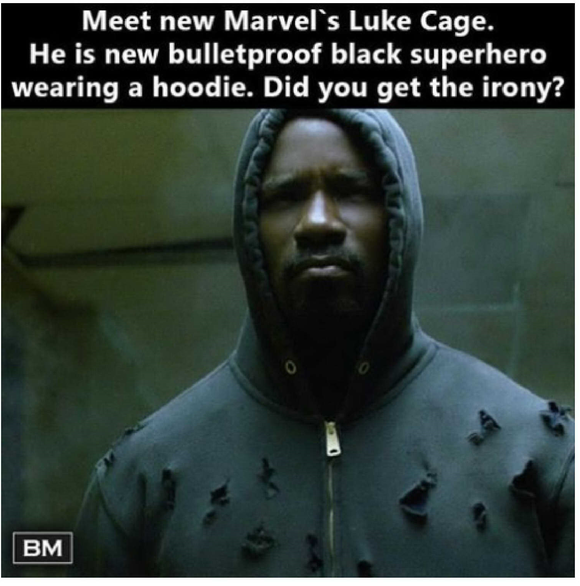 Meet new Marvel`s Luke Cage.
He is new bulletproof black superhero
wearing a hoodie. Did you get the irony?
BM